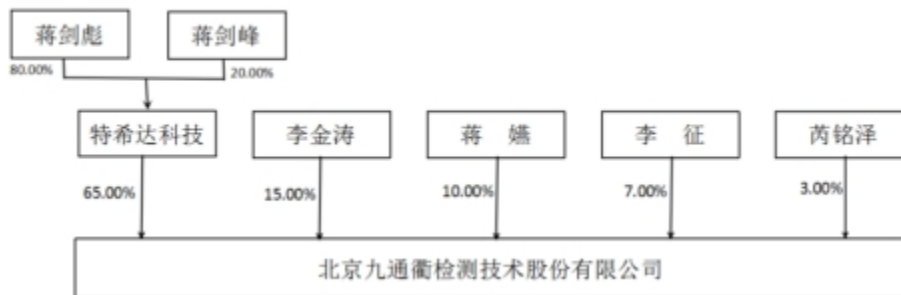 蒋剑彪 蒋剑峰
80.00% 20.00%
特希达科技 李金涛 蒋 嬿 李 征 芮铭泽
65.00% 15.00% 10.00% 7.00% 3.00%
北京九通衢检测技术股份有限公司